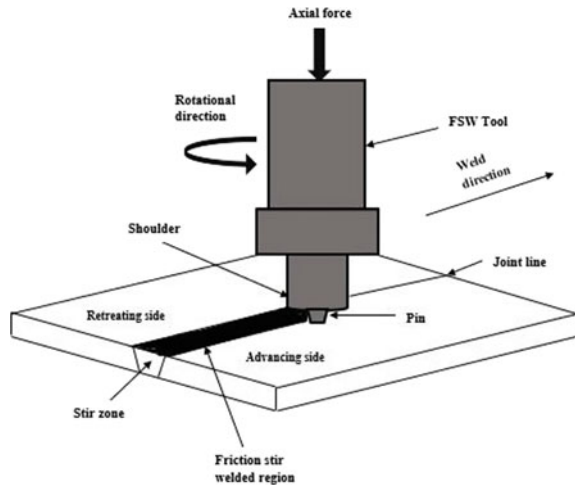 Axial force
Rotational
direction
FSW Tool
Weld
direction
Shoulder
Joint line
Retreating side
Pin
Advancing side
Stir zone
Friction stir
welded region